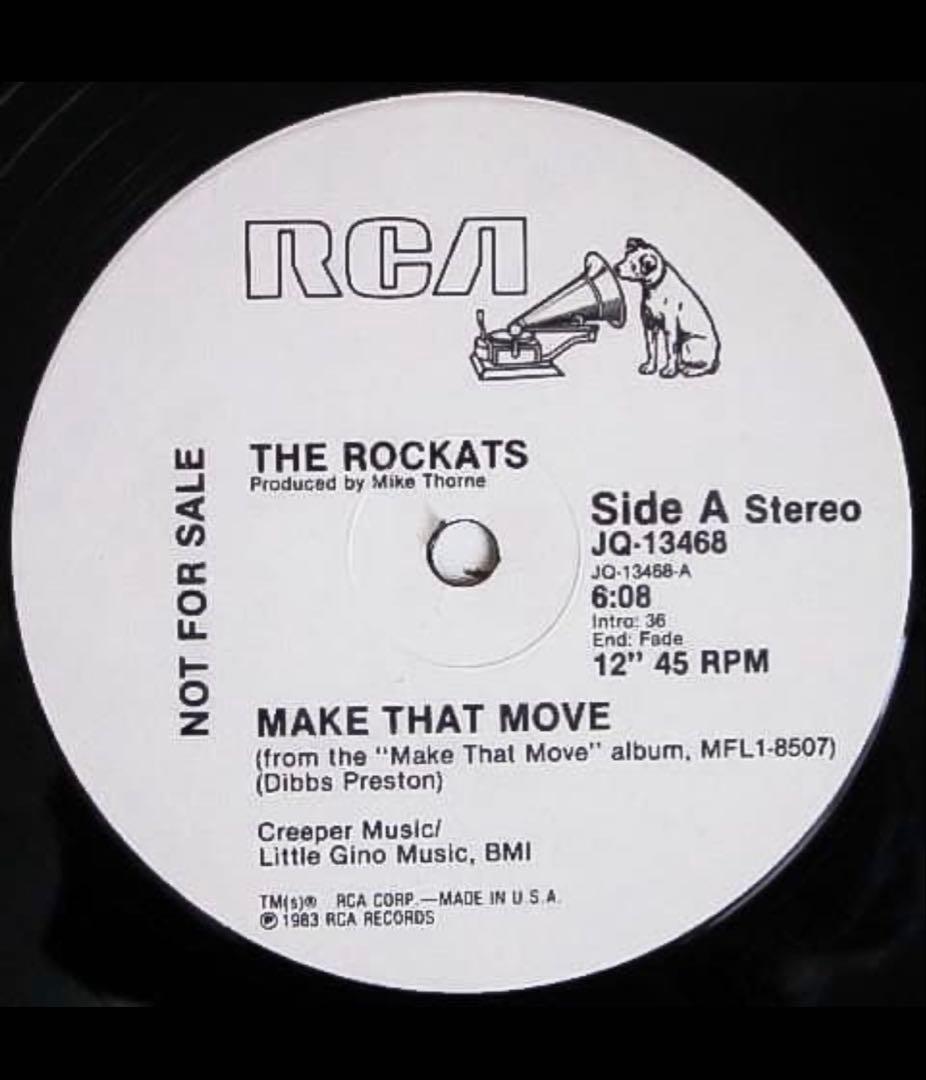 RCA
NOT FOR SALE
THE ROCKATS
Produced by Mike Thorne
Side A Stereo
JQ-13468
JQ-13468-A
6:08
Intro: 36
End: Fade
12" 45 RPM
MAKE THAT MOVE
(from the "Make That Move" album, MFL1-8507)
(Dibbs Preston)
Creeper Music/
Little Gino Music, BMI
TM(s)® RCA CORP.—MADE IN U.S.A.
℗ 1983 RCA RECORDS